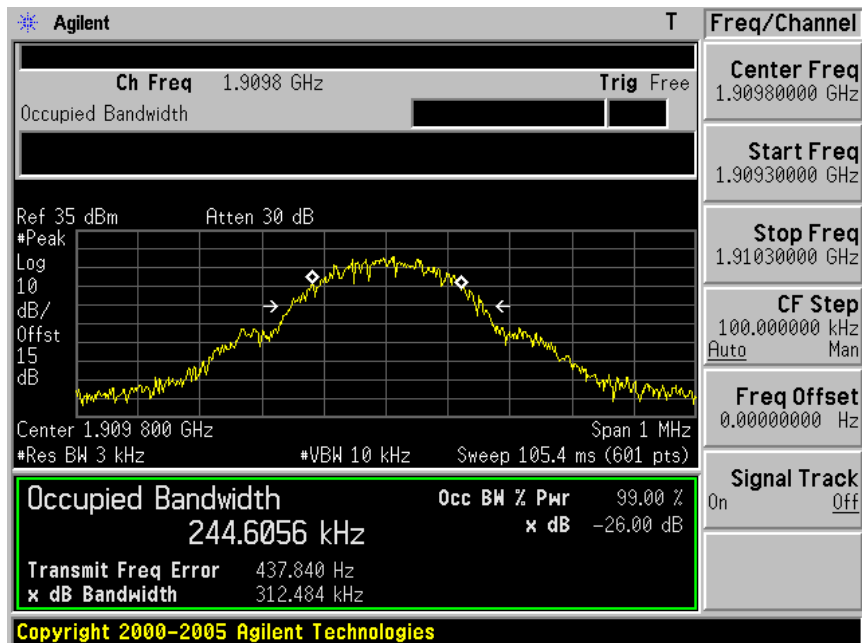 Agilent T
Freq/Channel
Ch Freq 1.9098 GHz Trig Free
Occupied Bandwidth
Center Freq
1.90980000 GHz
Start Freq
1.90930000 GHz
Stop Freq
1.91030000 GHz
CF Step
100.000000 kHz
Auto Man
Freq Offset
0.00000000 Hz
Signal Track
On Off
Ref 35 dBm Atten 30 dB
#Peak
Log
10
dB/
Offst
15
dB
Center 1.909 800 GHz Span 1 MHz
#Res BW 3 kHz #VBW 10 kHz Sweep 105.4 ms (601 pts)
Occupied Bandwidth Occ BW % Pwr 99.00 %
244.6056 kHz x dB -26.00 dB
Transmit Freq Error 437.840 Hz
x dB Bandwidth 312.484 kHz
Copyright 2000-2005 Agilent Technologies